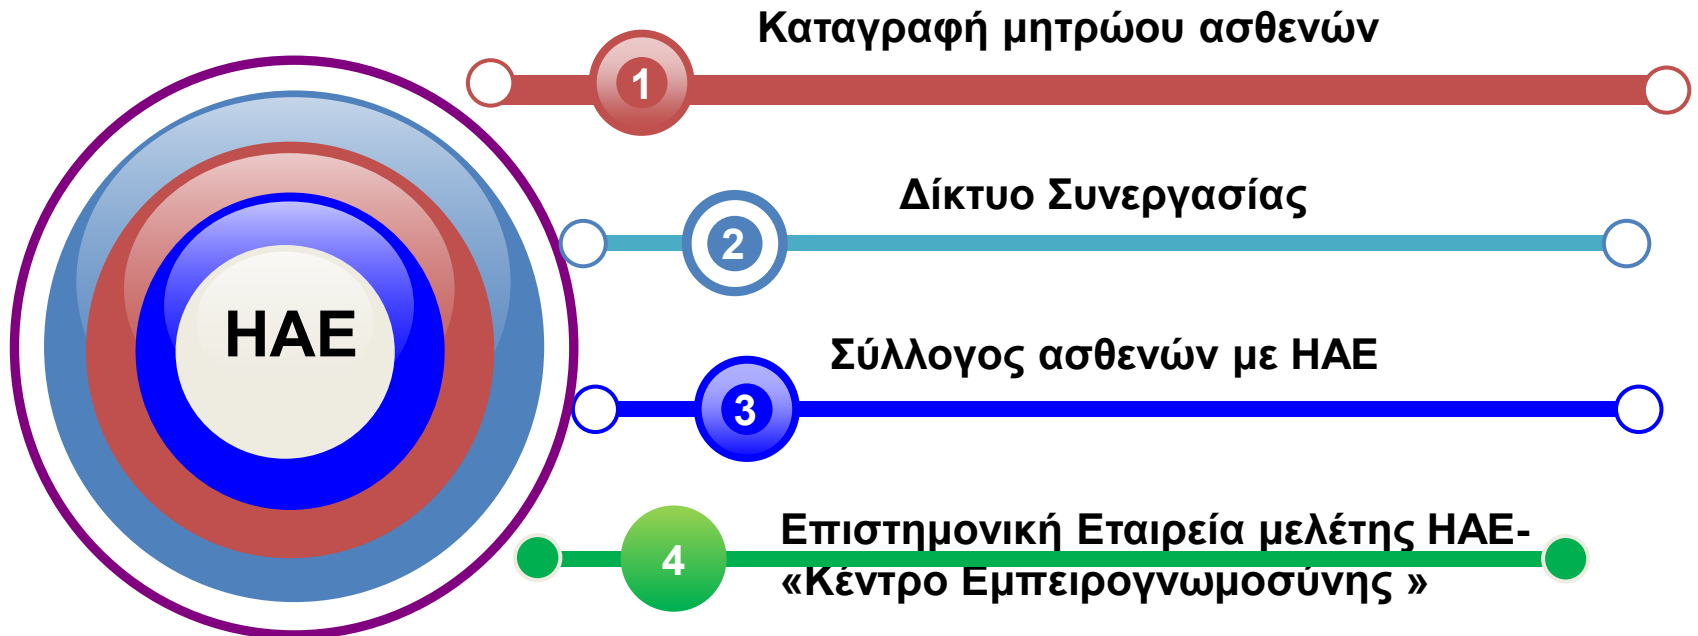 Καταγραφή μητρώου ασθενών
1
Δίκτυο Συνεργασίας
2
HAE
Σύλλογος ασθενών με HAE
3
Επιστημονική Εταιρεία μελέτης HAE-
4
«Κέντρο Εμπειρογνωμοσύνης »